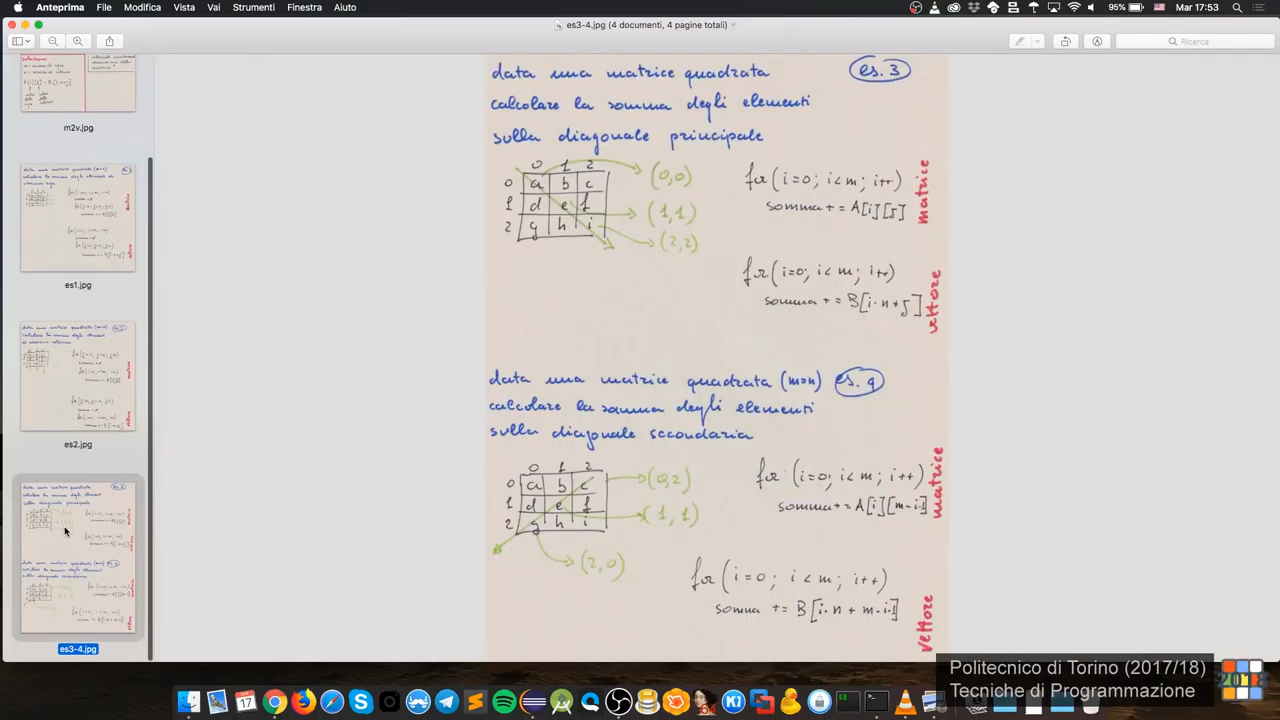 Anteprima File Modifica Vista Vai Strumenti Finestra Aiuto 95% Mar 17:53
es3-4.jpg (4 documenti, 4 pagine totali)
Ricerca
m2v.jpg
es1.jpg
es2.jpg
es3-4.jpg
data una matrice quadrata es. 3
calcolare la somma degli elementi
sulla diagonale principale
0 1 2
0 a b c (0,0)
1 d e f (1,1)
2 g h i (2,2)
for(i=0; i<m; i++)
somma += A[i][j]
matrice
for(i=0; i<m; i++)
somma += B[i·n+j]
vettore
data una matrice quadrata (m=n) es. 4
calcolare la somma degli elementi
sulla diagonale secondaria
0 1 2
0 a b c (0,2)
1 d e f (1,1)
2 g h i (2,0)
for (i=0; i<m; i++)
somma += A[i][m-i-1]
matrice
for (i=0; i<m; i++)
somma += B[i·n+m-i-1]
vettore
Politecnico di Torino (2017/18)
Tecniche di Programmazione
2018